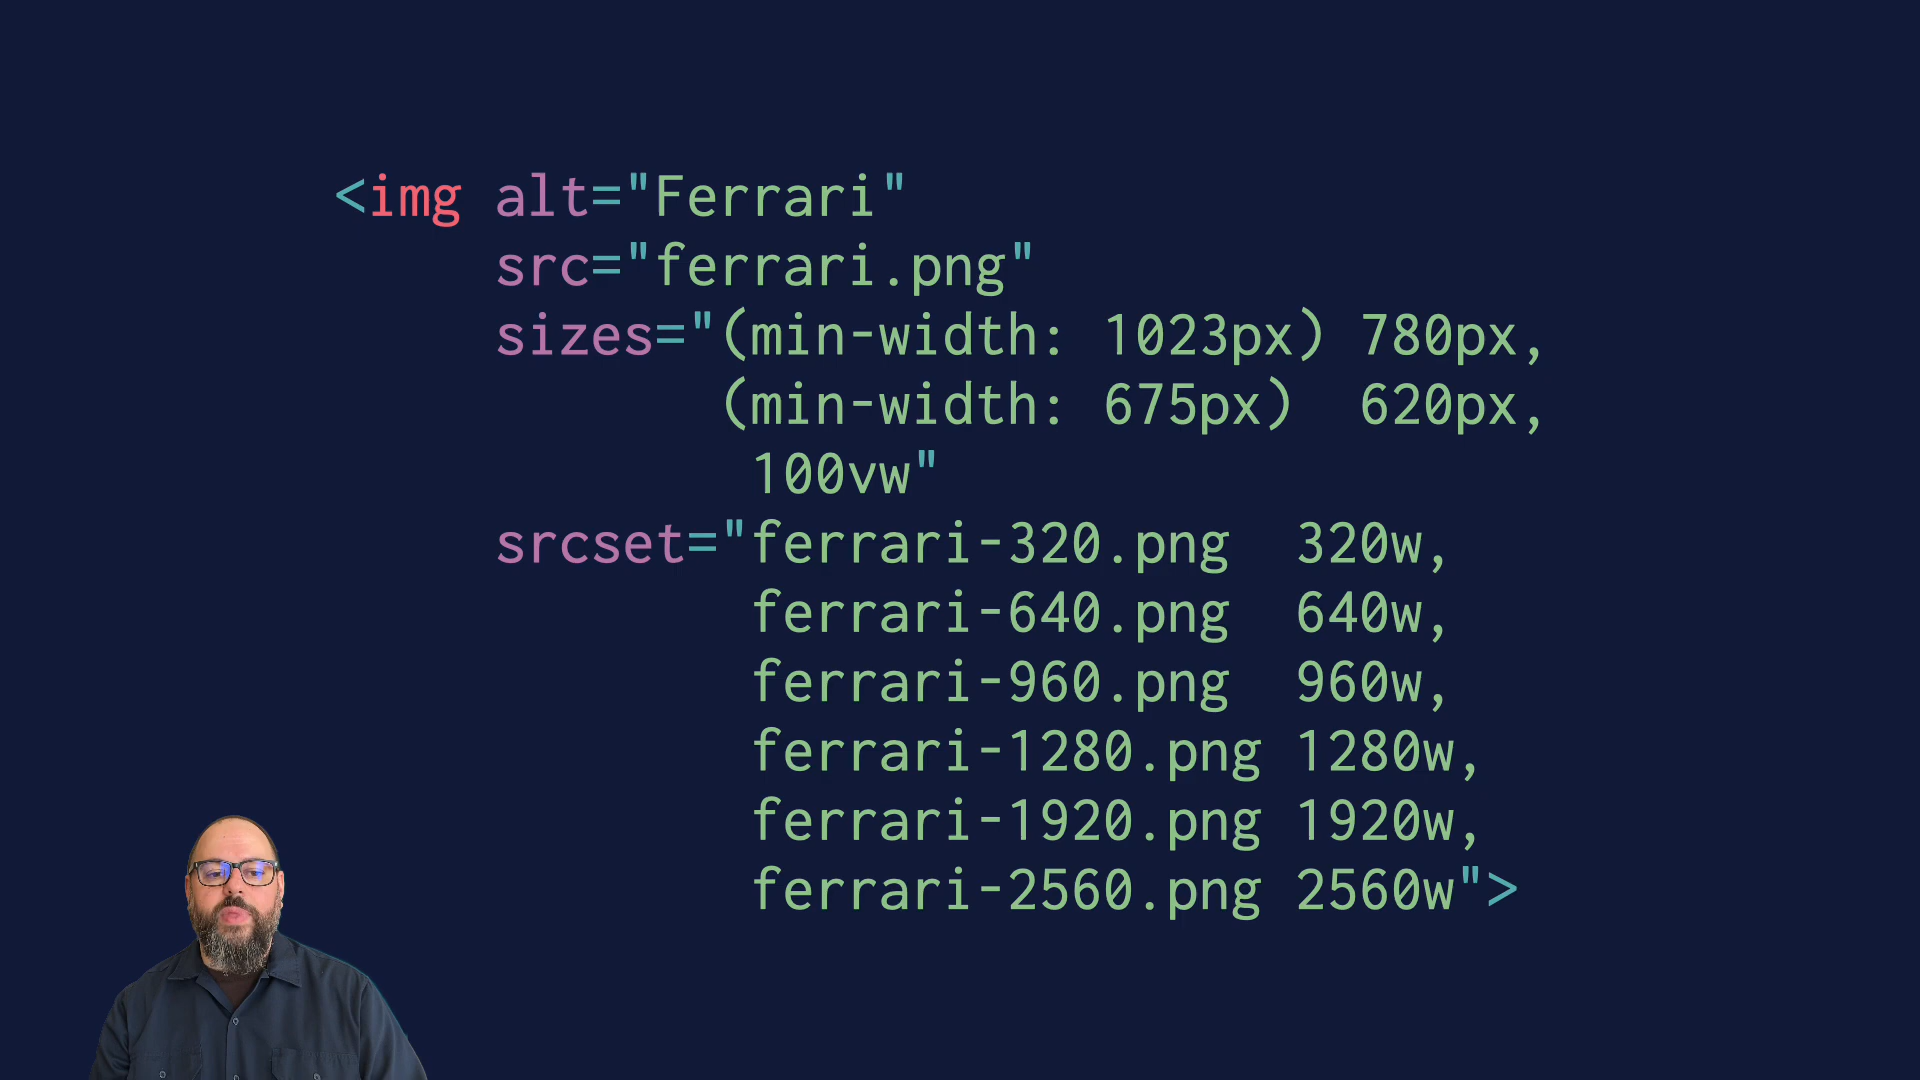 <img alt="Ferrari"
src="ferrari.png"
sizes="(min-width: 1023px) 780px,
(min-width: 675px) 620px,
100vw"
srcset="ferrari-320.png 320w,
ferrari-640.png 640w,
ferrari-960.png 960w,
ferrari-1280.png 1280w,
ferrari-1920.png 1920w,
ferrari-2560.png 2560w">